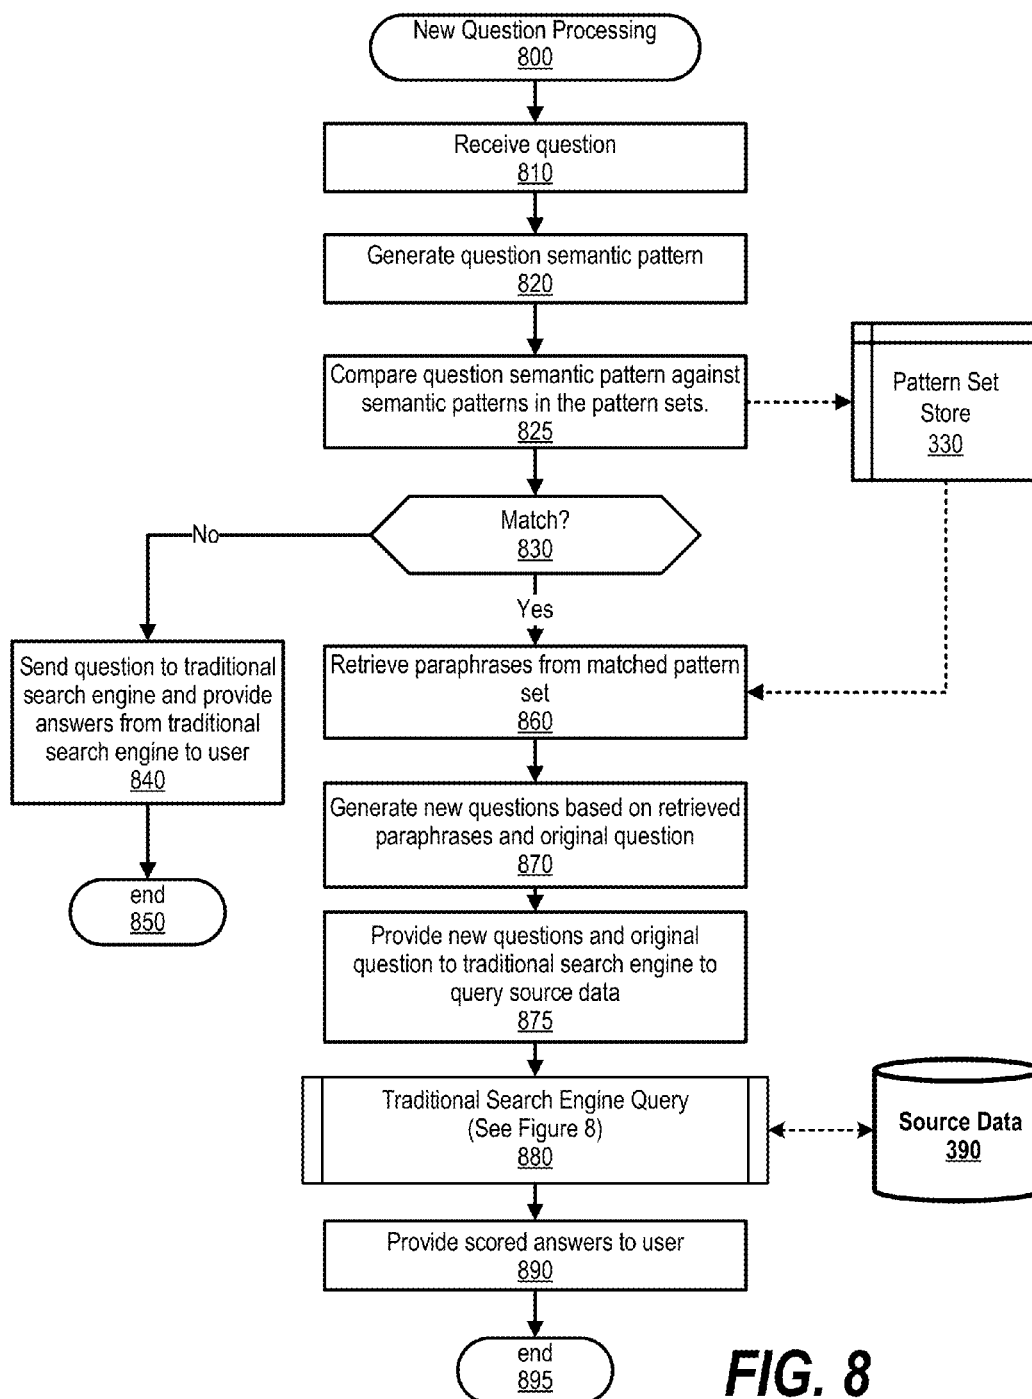 New Question Processing
800
Receive question
810
Generate question semantic pattern
820
Compare question semantic pattern against
semantic patterns in the pattern sets.
825
Pattern Set
Store
330
Match?
830
No
Yes
Send question to traditional
search engine and provide
answers from traditional
search engine to user
840
end
850
Retrieve paraphrases from matched pattern
set
860
Generate new questions based on retrieved
paraphrases and original question
870
Provide new questions and original
question to traditional search engine to
query source data
875
Traditional Search Engine Query
(See Figure 8)
880
Source Data
390
Provide scored answers to user
890
end
895
FIG. 8